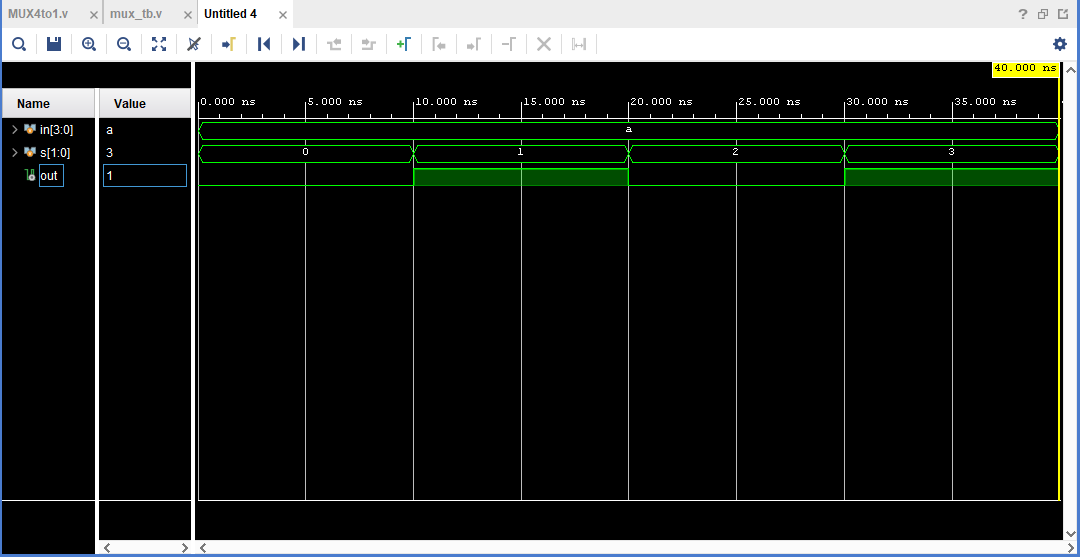 MUX4to1.v mux_tb.v Untitled 4
40.000 ns
Name Value
0.000 ns 5.000 ns 10.000 ns 15.000 ns 20.000 ns 25.000 ns 30.000 ns 35.000 ns
in[3:0] a a
s[1:0] 3 0 1 2 3
out 1